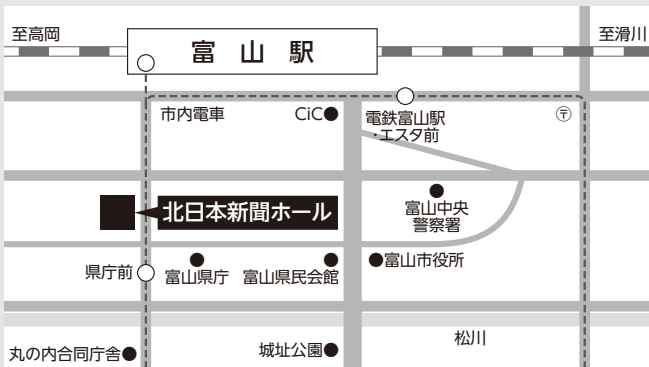 至高岡
富山駅
至滑川
市内電車
CiC
電鉄富山駅
・エスタ前
〒
北日本新聞ホール
富山中央
警察署
県庁前
富山県庁
富山県民会館
富山市役所
丸の内合同庁舎
城址公園
松川